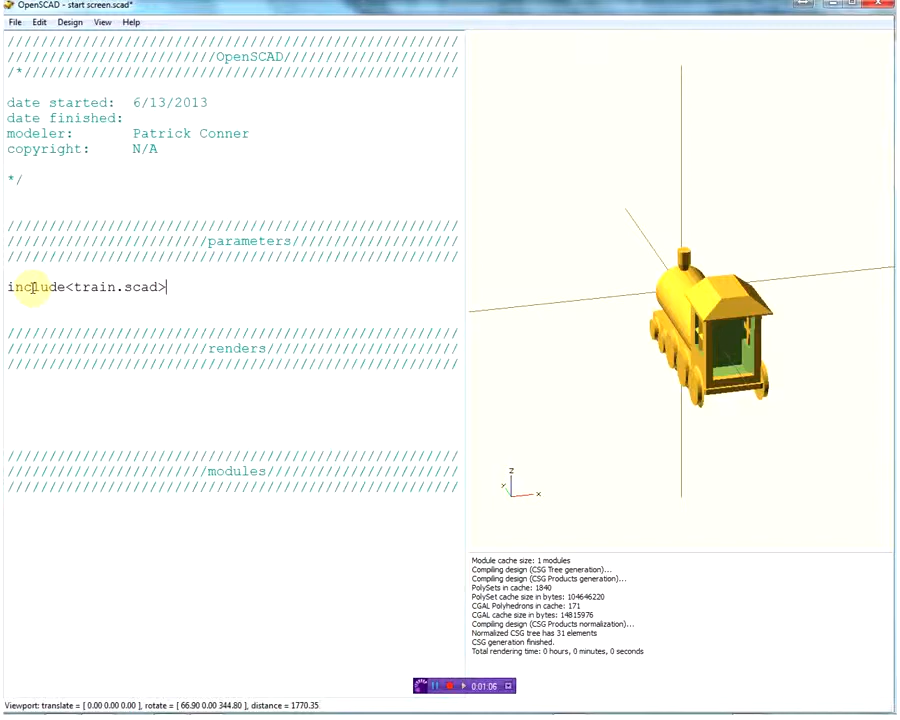 OpenSCAD - start screen.scad*
File Edit Design View Help
//////////////////////////////////////////////////////
/////////////////////////OpenSCAD/////////////////////
/*////////////////////////////////////////////////////
date started:  6/13/2013
date finished:
modeler:       Patrick Conner
copyright:     N/A
*/
//////////////////////////////////////////////////////
////////////////////////parameters////////////////////
//////////////////////////////////////////////////////
include<train.scad>
//////////////////////////////////////////////////////
////////////////////////renders///////////////////////
//////////////////////////////////////////////////////
//////////////////////////////////////////////////////
////////////////////////modules///////////////////////
//////////////////////////////////////////////////////
z
y
x
Module cache size: 1 modules
Compiling design (CSG Tree generation)...
Compiling design (CSG Products generation)...
PolySets in cache: 1840
PolySet cache size in bytes: 104646220
CGAL Polyhedrons in cache: 171
CGAL cache size in bytes: 14815976
Compiling design (CSG Products normalization)...
Normalized CSG tree has 31 elements
CSG generation finished.
Total rendering time: 0 hours, 0 minutes, 0 seconds
0:01:06
Viewport: translate = [ 0.00 0.00 0.00 ], rotate = [ 66.90 0.00 344.80 ], distance = 1770.35